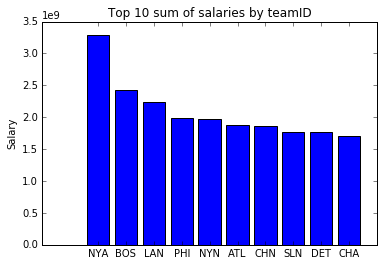 Top 10 sum of salaries by teamID
1e9
3.5
3.0
2.5
2.0
1.5
1.0
0.5
0.0
Salary
NYA BOS LAN PHI NYN ATL CHN SLN DET CHA